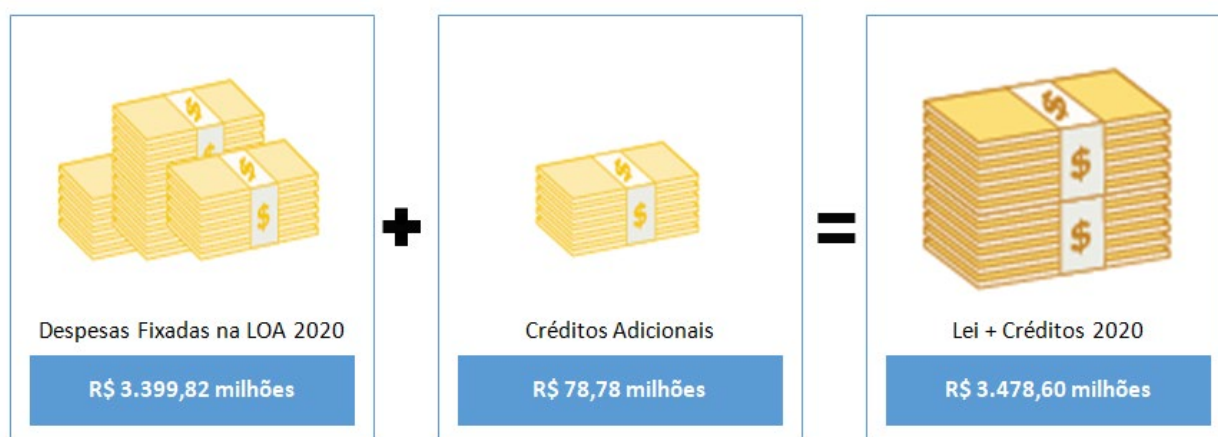 Despesas Fixadas na LOA 2020
R$ 3.399,82 milhões
+
Créditos Adicionais
R$ 78,78 milhões
=
Lei + Créditos 2020
R$ 3.478,60 milhões